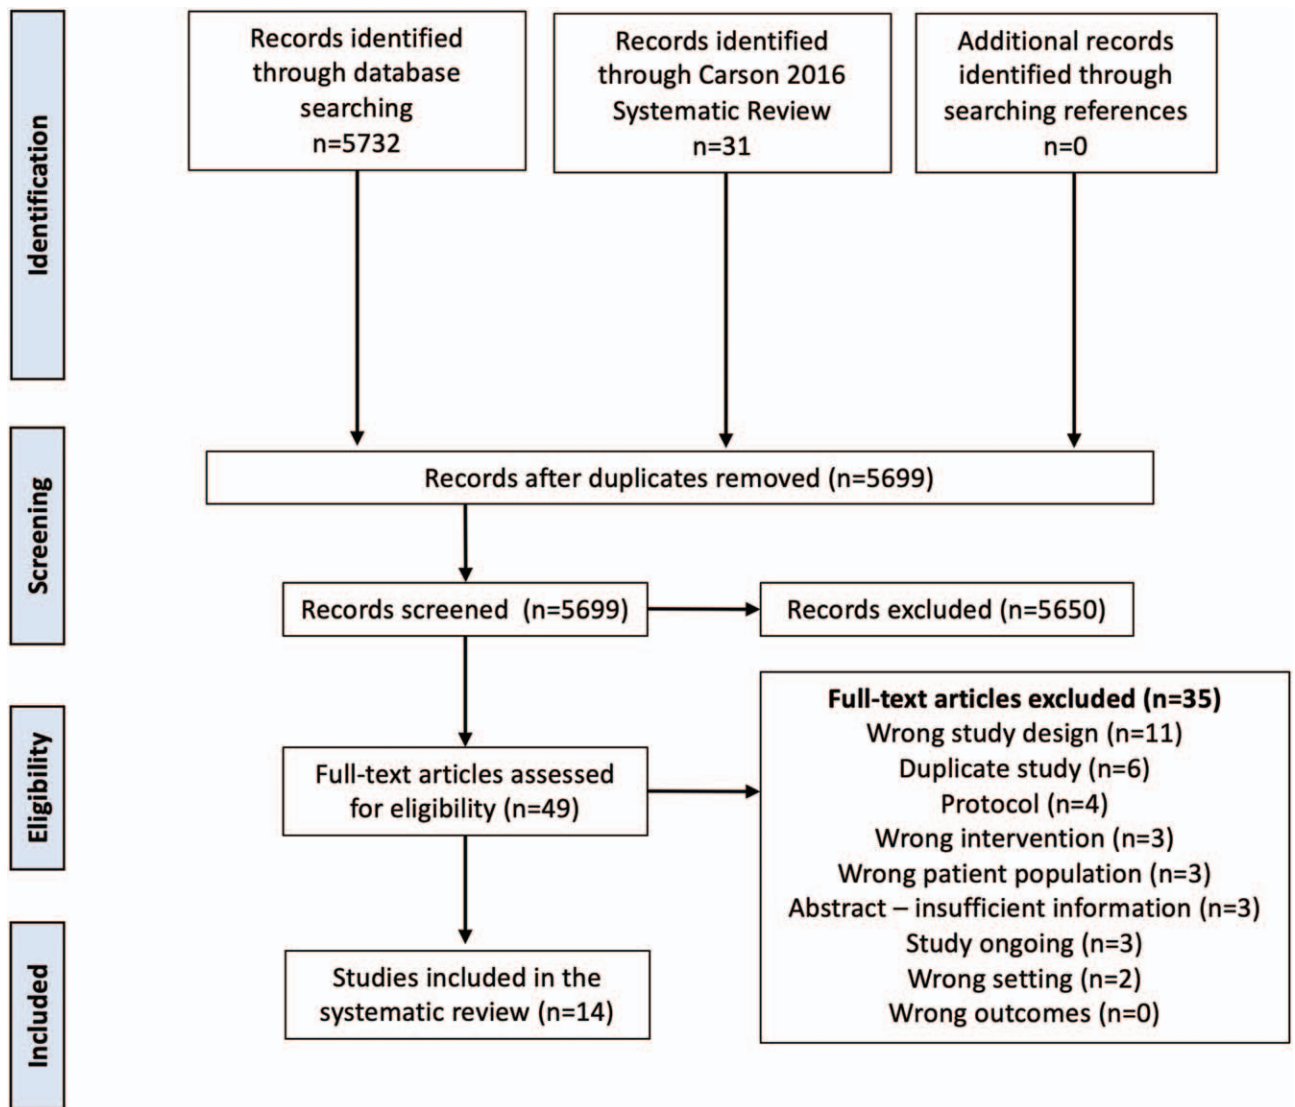 Identification
Records identified
through database
searching
n=5732
Records identified
through Carson 2016
Systematic Review
n=31
Additional records
identified through
searching references
n=0
Screening
Records after duplicates removed (n=5699)
Records screened (n=5699)
Records excluded (n=5650)
Eligibility
Full-text articles assessed
for eligibility (n=49)
Full-text articles excluded (n=35)
Wrong study design (n=11)
Duplicate study (n=6)
Protocol (n=4)
Wrong intervention (n=3)
Wrong patient population (n=3)
Abstract – insufficient information (n=3)
Study ongoing (n=3)
Wrong setting (n=2)
Wrong outcomes (n=0)
Included
Studies included in the
systematic review (n=14)